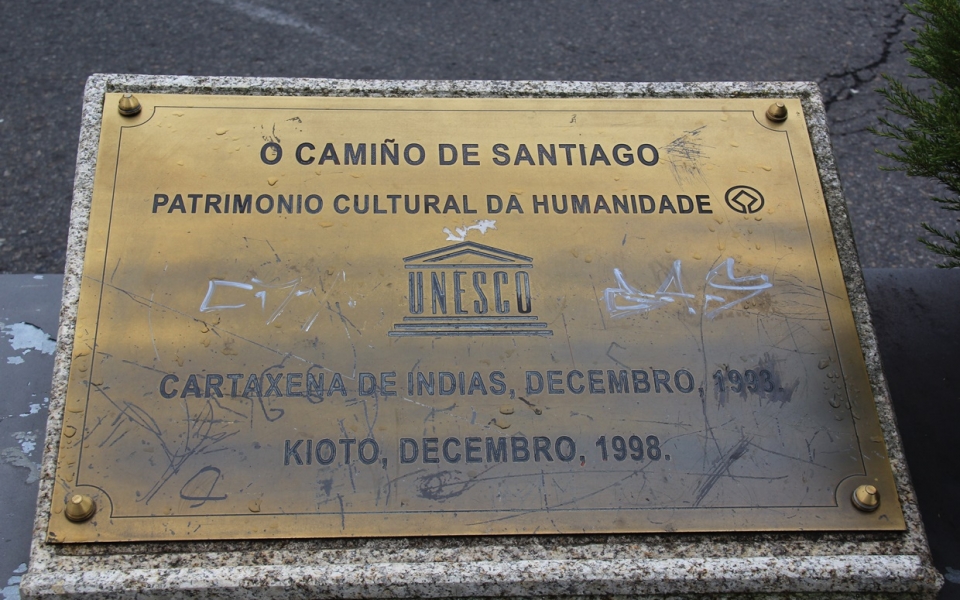 O CAMIÑO DE SANTIAGO
PATRIMONIO CULTURAL DA HUMANIDADE
UNESCO
CARTAXENA DE INDIAS, DECEMBRO, 1993.
KIOTO, DECEMBRO, 1998.